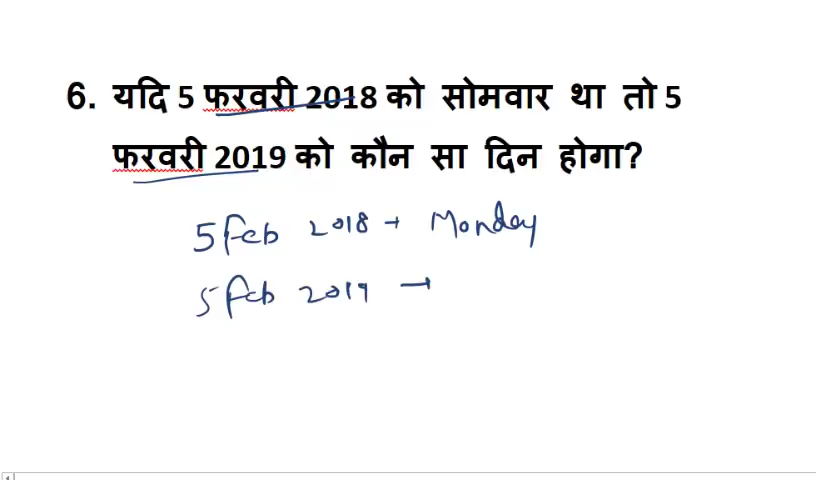 6. यदि 5 फरवरी 2018 को सोमवार था तो 5
फरवरी 2019 को कौन सा दिन होगा?
5 Feb 2018 → Monday
5 Feb 2019 →